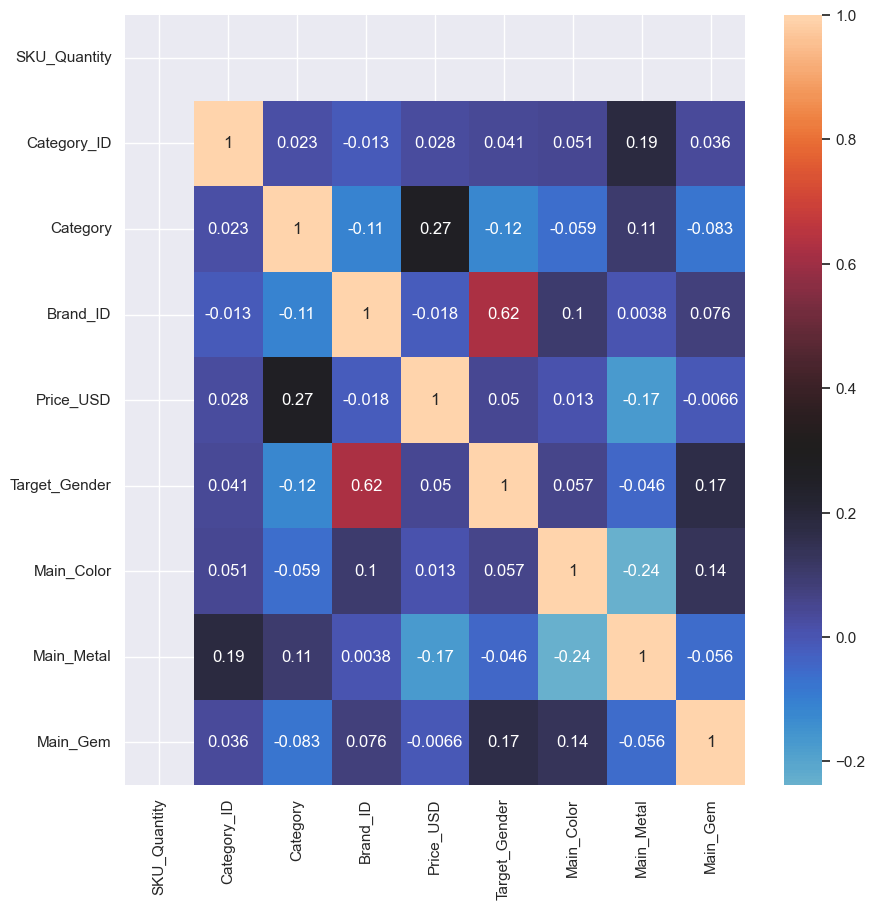 SKU_Quantity
Category_ID 1 0.023 -0.013 0.028 0.041 0.051 0.19 0.036
Category 0.023 1 -0.11 0.27 -0.12 -0.059 0.11 -0.083
Brand_ID -0.013 -0.11 1 -0.018 0.62 0.1 0.0038 0.076
Price_USD 0.028 0.27 -0.018 1 0.05 0.013 -0.17 -0.0066
Target_Gender 0.041 -0.12 0.62 0.05 1 0.057 -0.046 0.17
Main_Color 0.051 -0.059 0.1 0.013 0.057 1 -0.24 0.14
Main_Metal 0.19 0.11 0.0038 -0.17 -0.046 -0.24 1 -0.056
Main_Gem 0.036 -0.083 0.076 -0.0066 0.17 0.14 -0.056 1
SKU_Quantity
Category_ID
Category
Brand_ID
Price_USD
Target_Gender
Main_Color
Main_Metal
Main_Gem
1.0
0.8
0.6
0.4
0.2
0.0
−0.2